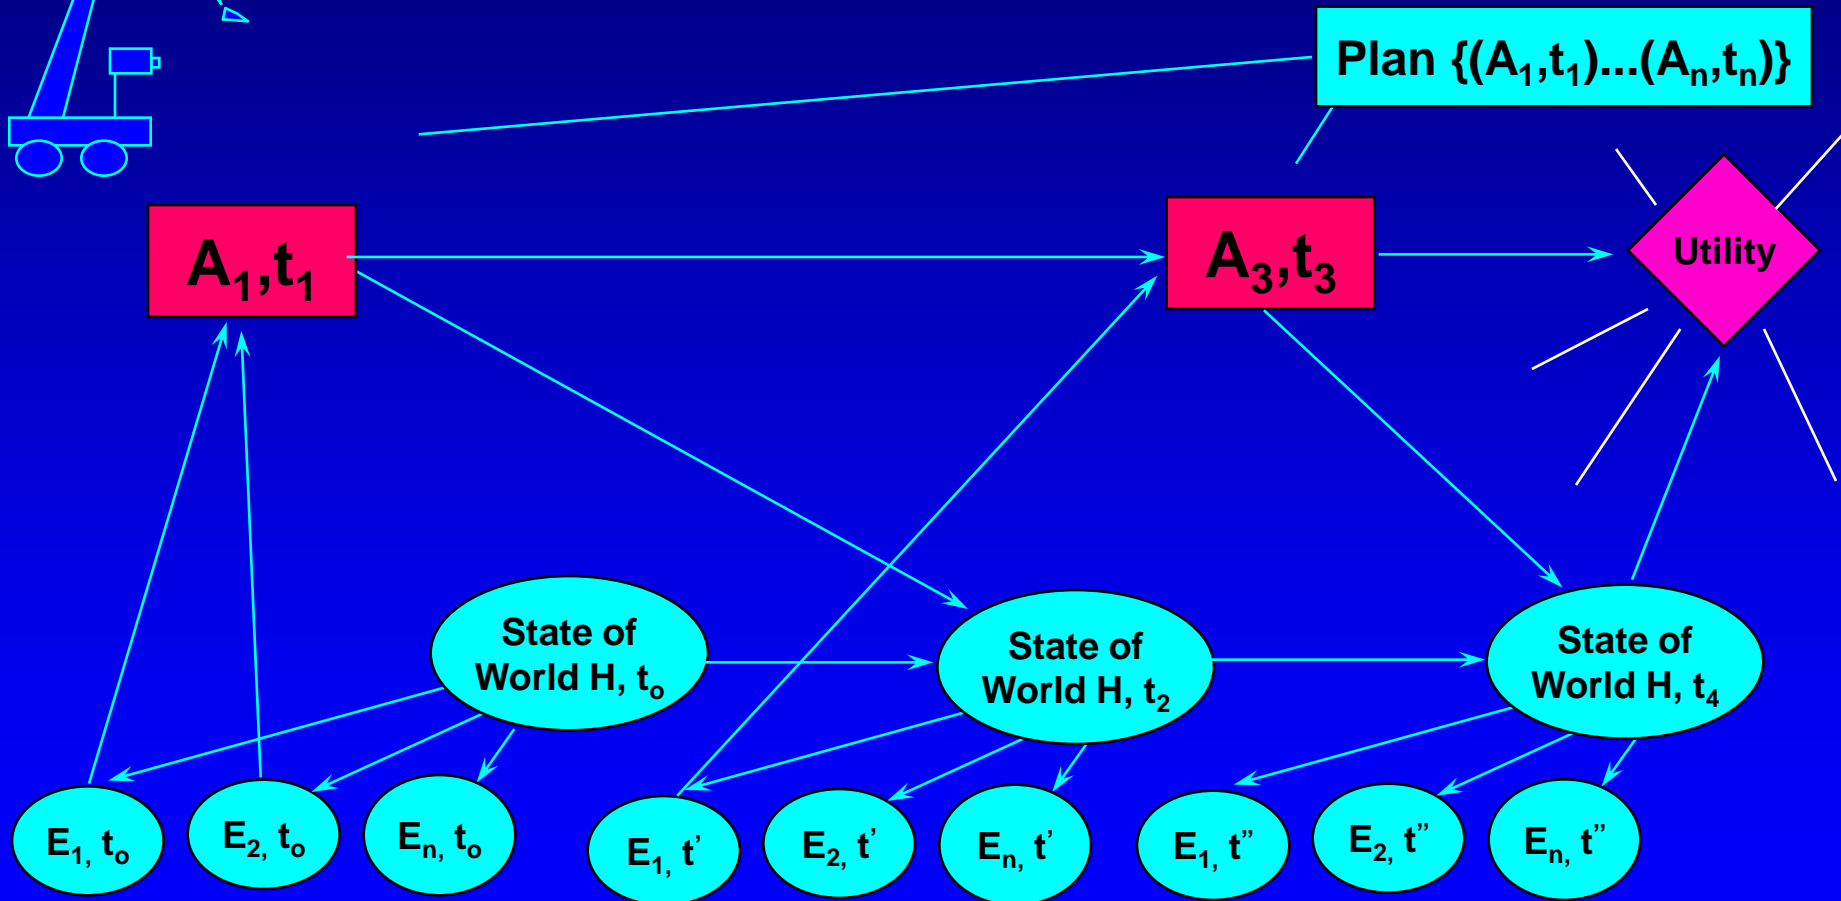 Plan {(A₁,t₁)...(Aₙ,tₙ)}
A₁,t₁
A₃,t₃
Utility
State of
World H, tₒ
State of
World H, t₂
State of
World H, t₄
E₁, tₒ
E₂, tₒ
Eₙ, tₒ
E₁, t’
E₂, t’
Eₙ, t’
E₁, t”
E₂, t”
Eₙ, t”